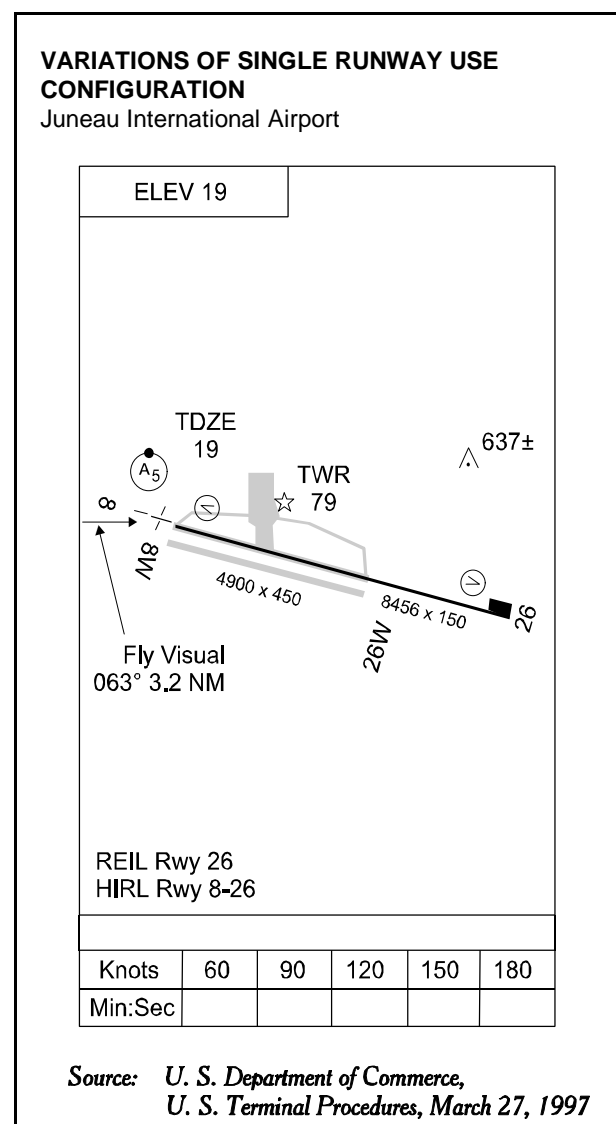 VARIATIONS OF SINGLE RUNWAY USE
CONFIGURATION
Juneau International Airport
ELEV 19
TDZE
19
A5
TWR
79
637±
V
8
8W
4900 x 450
8456 x 150
V
26
26W
Fly Visual
063° 3.2 NM
REIL Rwy 26
HIRL Rwy 8-26
Knots 60 90 120 150 180
Min:Sec
Source: U. S. Department of Commerce,
U. S. Terminal Procedures, March 27, 1997